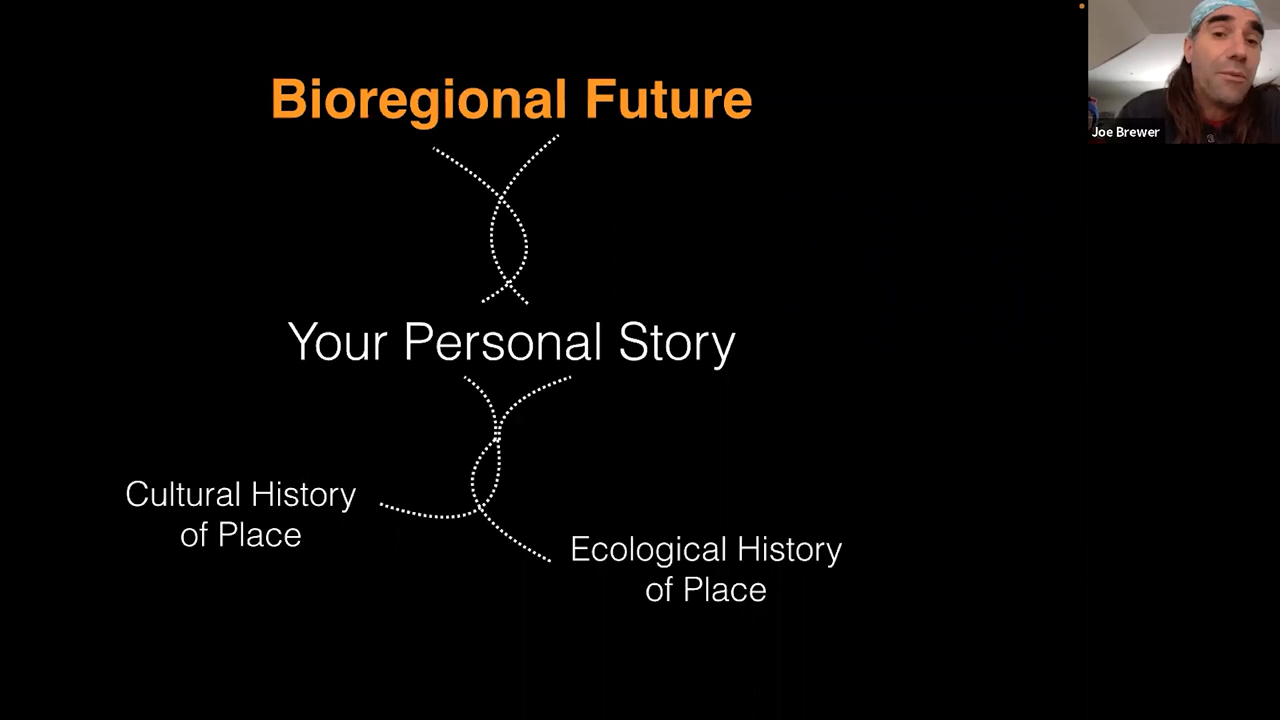 Bioregional Future
Joe Brewer
Your Personal Story
Cultural History
of Place
Ecological History
of Place